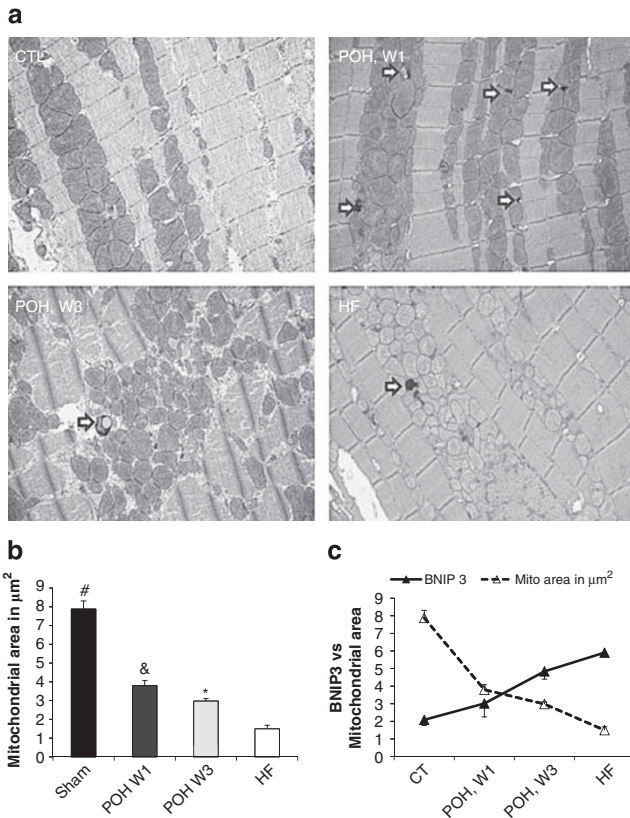 a
CTL
POH, W1
POH, W3
HF
b
Mitochondrial area in μm²
9
8
7
6
5
4
3
2
1
0
#
&
*
Sham
POH W1
POH W3
HF
c
BNIP 3
Mito area in μm²
BNIP3 vs
Mitochondrial area
9
8
7
6
5
4
3
2
1
0
CT
POH, W1
POH, W3
HF